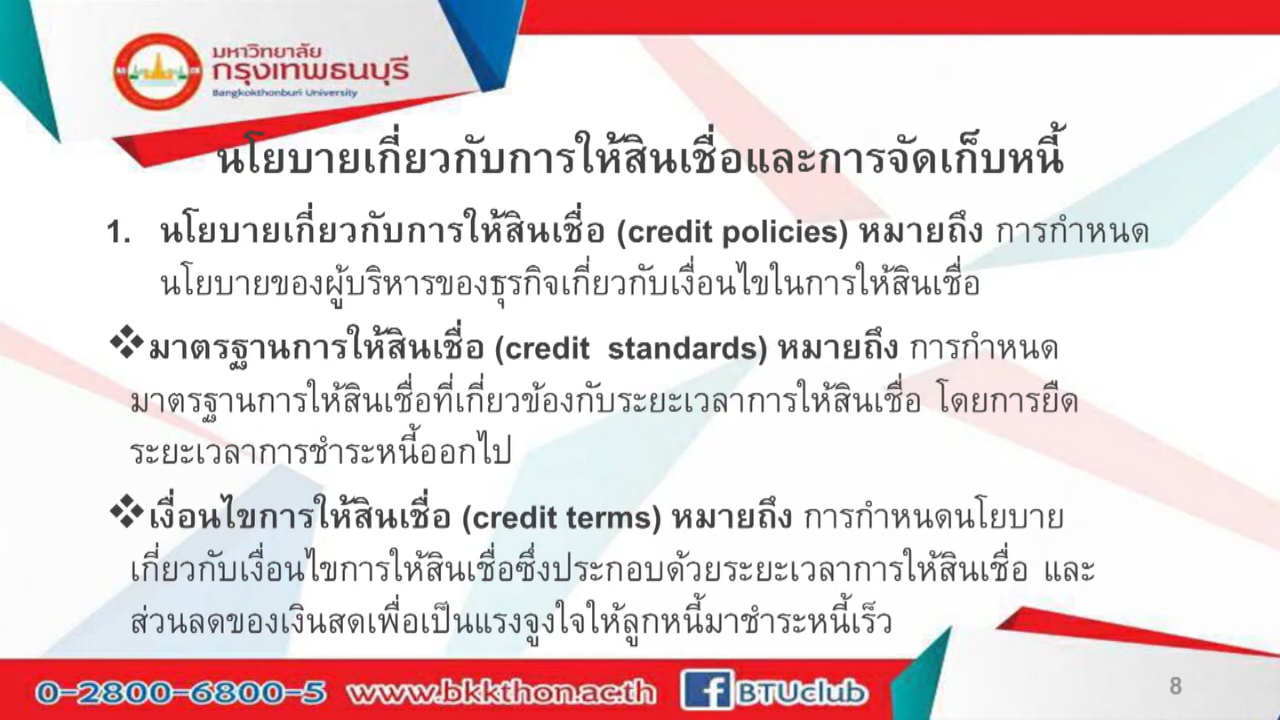 มหาวิทยาลัย
กรุงเทพธนบุรี
Bangkokthonburi University
นโยบายเกี่ยวกับการให้สินเชื่อและการจัดเก็บหนี้
1. นโยบายเกี่ยวกับการให้สินเชื่อ (credit policies) หมายถึง การกำหนด
นโยบายของผู้บริหารของธุรกิจเกี่ยวกับเงื่อนไขในการให้สินเชื่อ
❖มาตรฐานการให้สินเชื่อ (credit standards) หมายถึง การกำหนด
มาตรฐานการให้สินเชื่อที่เกี่ยวข้องกับระยะเวลาการให้สินเชื่อ โดยการยืด
ระยะเวลาการชำระหนี้ออกไป
❖เงื่อนไขการให้สินเชื่อ (credit terms) หมายถึง การกำหนดนโยบาย
เกี่ยวกับเงื่อนไขการให้สินเชื่อซึ่งประกอบด้วยระยะเวลาการให้สินเชื่อ และ
ส่วนลดของเงินสดเพื่อเป็นแรงจูงใจให้ลูกหนี้มาชำระหนี้เร็ว
0-2800-6800-5 www.bkkthon.ac.th f BTUclub
8